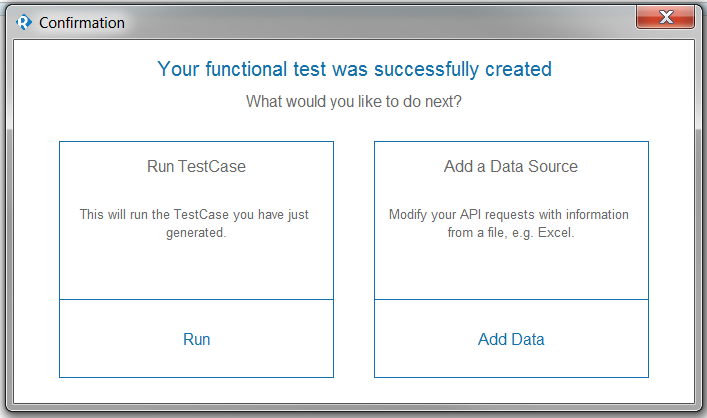 Confirmation
Your functional test was successfully created
What would you like to do next?
Run TestCase
This will run the TestCase you have just
generated.
Run
Add a Data Source
Modify your API requests with information
from a file, e.g. Excel.
Add Data